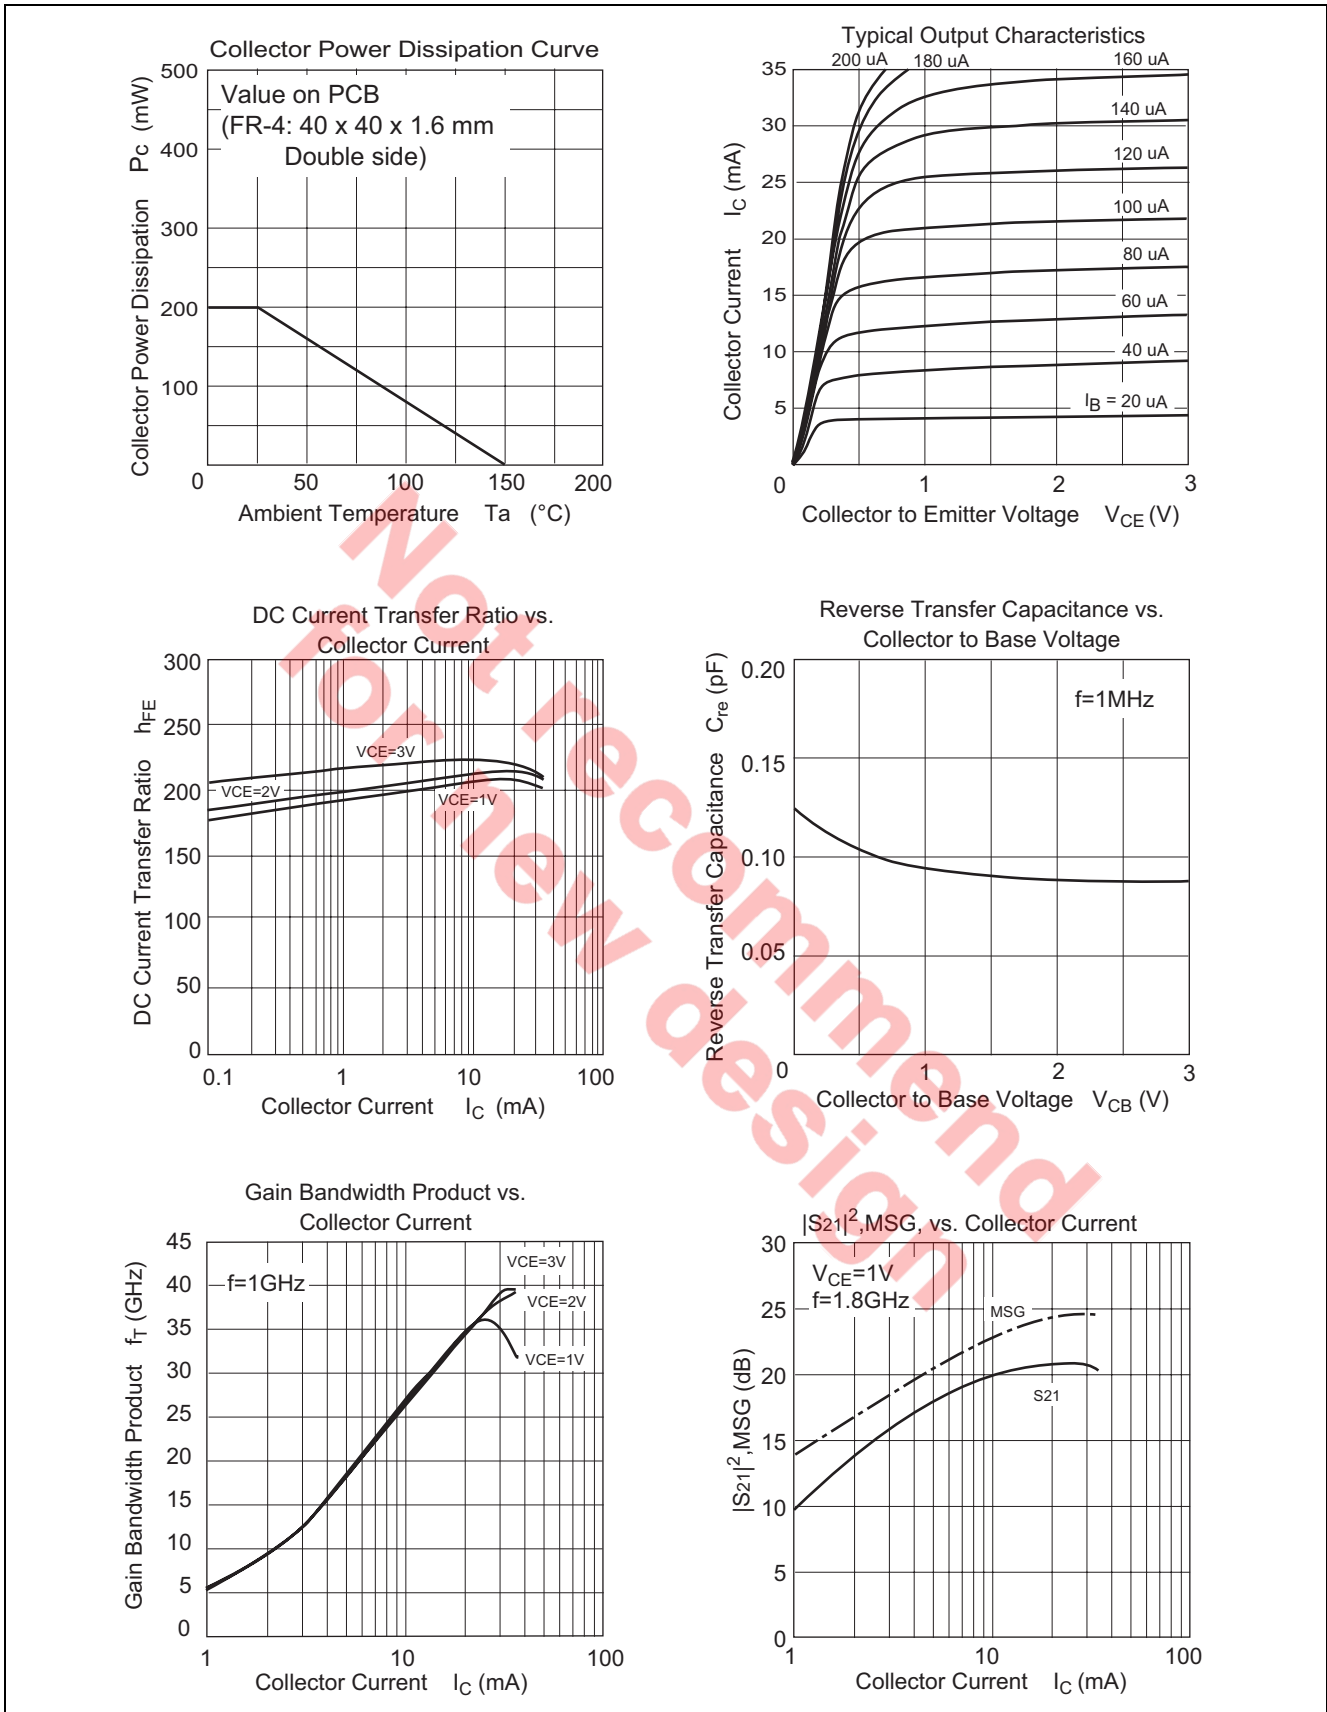 Collector Power Dissipation Curve
Value on PCB
(FR-4: 40 x 40 x 1.6 mm
Double side)
Collector Power Dissipation PC (mW)
500
400
300
200
100
0
50
100
150
200
Ambient Temperature Ta (°C)
Typical Output Characteristics
200 uA
180 uA
160 uA
140 uA
120 uA
100 uA
80 uA
60 uA
40 uA
IB = 20 uA
Collector Current IC (mA)
35
30
25
20
15
10
5
0
1
2
3
Collector to Emitter Voltage VCE (V)
DC Current Transfer Ratio vs.
Collector Current
DC Current Transfer Ratio hFE
300
250
200
150
100
50
0
VCE=3V
VCE=2V
VCE=1V
0.1
1
10
100
Collector Current IC (mA)
Reverse Transfer Capacitance vs.
Collector to Base Voltage
f=1MHz
Reverse Transfer Capacitance Cre (pF)
0.20
0.15
0.10
0.05
0
1
2
3
Collector to Base Voltage VCB (V)
Gain Bandwidth Product vs.
Collector Current
f=1GHz
Gain Bandwidth Product fT (GHz)
45
40
35
30
25
20
15
10
5
0
VCE=3V
VCE=2V
VCE=1V
1
10
100
Collector Current IC (mA)
|S21|²,MSG, vs. Collector Current
VCE=1V
f=1.8GHz
MSG
S21
|S21|²,MSG (dB)
30
25
20
15
10
5
0
1
10
100
Collector Current IC (mA)
Not recommend
for new design